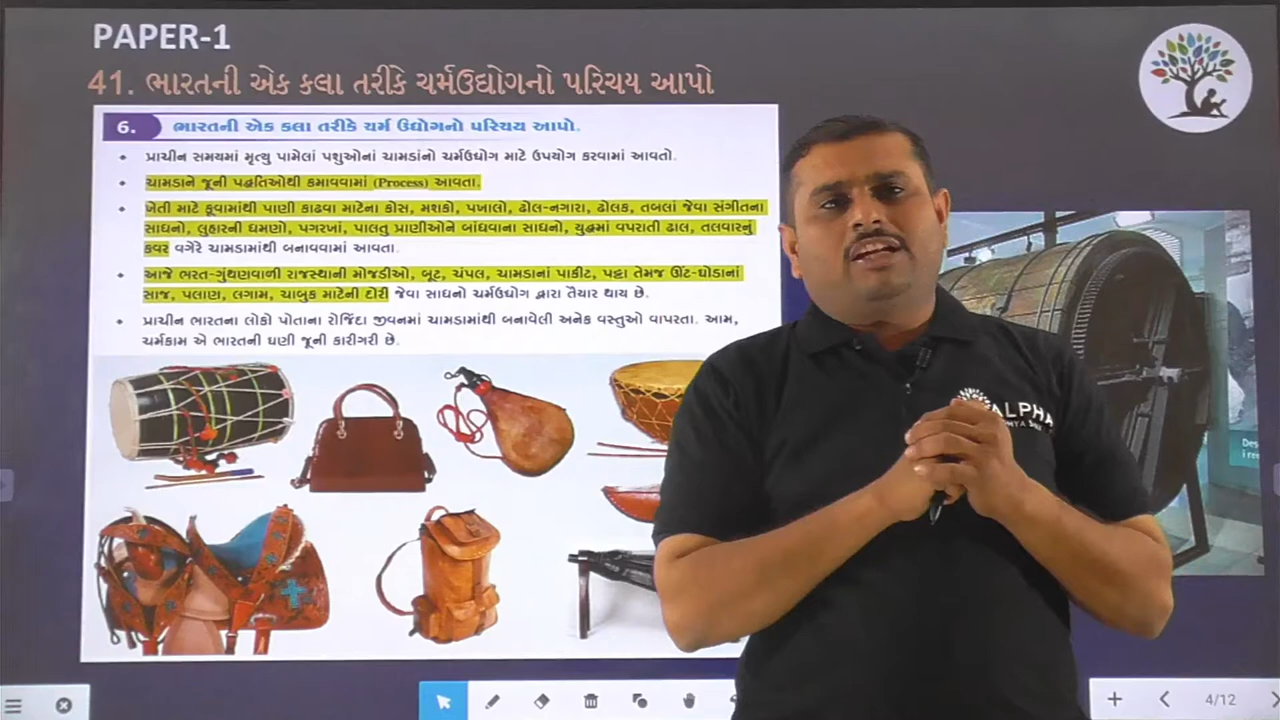 PAPER-1
41. ભારતની એક કલા તરીકે ચર્મઉદ્યોગનો પરિચય આપો
6. ભારતની એક કલા તરીકે ચર્મ ઉદ્યોગનો પરિચય આપો.
• પ્રાચીન સમયમાં મૃત્યુ પામેલાં પશુઓનાં ચામડાંનો ચર્મઉદ્યોગ માટે ઉપયોગ કરવામાં આવતો.
• ચામડાને જૂની પદ્ધતિઓથી કમાવવામાં (Process) આવતા.
• ખેતી માટે કૂવામાંથી પાણી કાઢવા માટેના કોસ, મશકો, પખાલો, ઢોલ-નગારા, ઢોલક, તબલાં જેવા સંગીતના
સાધનો, લુહારની ધમણો, પગરખાં, પાલતુ પ્રાણીઓને બાંધવાના સાધનો, યુદ્ધમાં વપરાતી ઢાલ, તલવારનું
કવર વગેરે ચામડામાંથી બનાવવામાં આવતા.
• આજે ભરત-ગુંથણવાળી રાજસ્થાની મોજડીઓ, બૂટ, ચંપલ, ચામડાનાં પાકીટ, પટ્ટા તેમજ ઊંટ-ઘોડાનાં
સાજ, પલાણ, લગામ, ચાબુક માટેની દોરી જેવા સાધનો ચર્મઉદ્યોગ દ્વારા તૈયાર થાય છે.
• પ્રાચીન ભારતના લોકો પોતાના રોજિંદા જીવનમાં ચામડામાંથી બનાવેલી અનેક વસ્તુઓ વાપરતા. આમ,
ચર્મકામ એ ભારતની ઘણી જૂની કારીગરી છે.
ALPHA
4/12